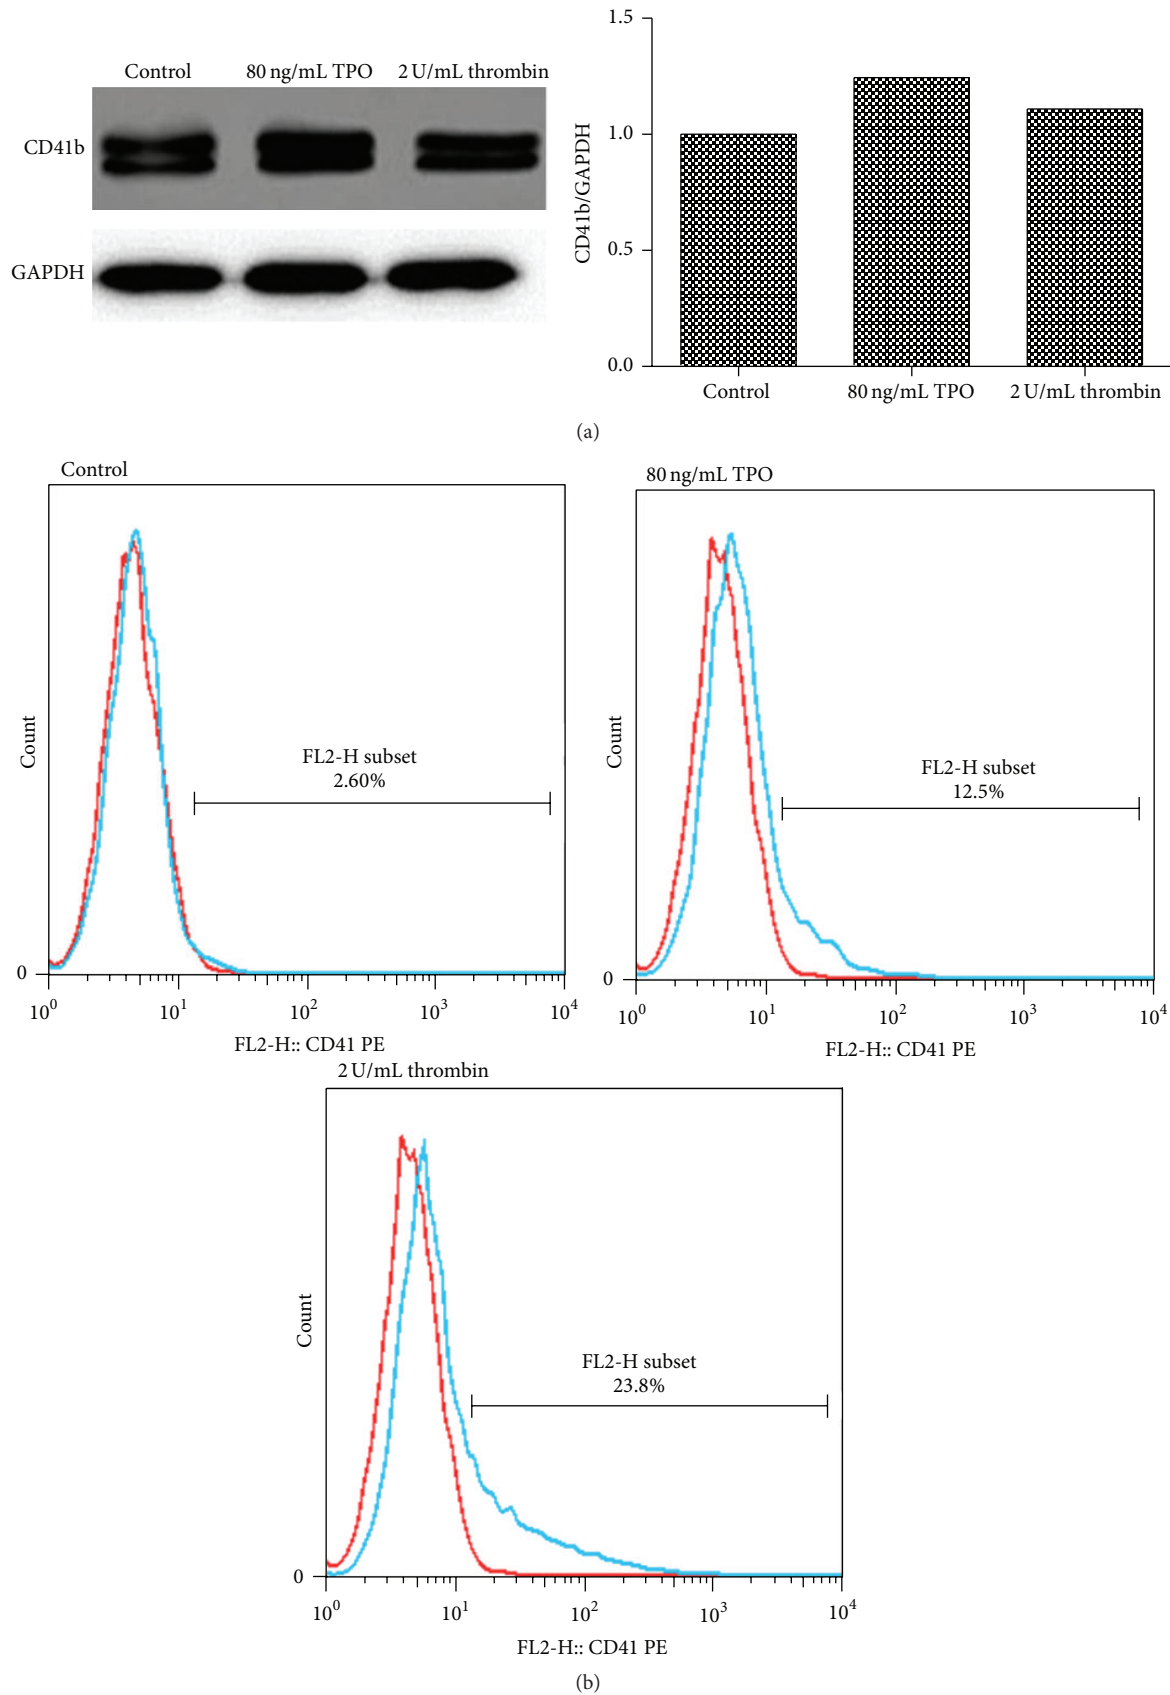 Control 80 ng/mL TPO 2 U/mL thrombin
CD41b
GAPDH
1.5
1.0
0.5
0.0
CD41b/GAPDH
Control 80 ng/mL TPO 2 U/mL thrombin
(a)
Control
Count
FL2-H subset
2.60%
0
10^0 10^1 10^2 10^3 10^4
FL2-H:: CD41 PE
80 ng/mL TPO
Count
FL2-H subset
12.5%
0
10^0 10^1 10^2 10^3 10^4
FL2-H:: CD41 PE
2 U/mL thrombin
Count
FL2-H subset
23.8%
0
10^0 10^1 10^2 10^3 10^4
FL2-H:: CD41 PE
(b)